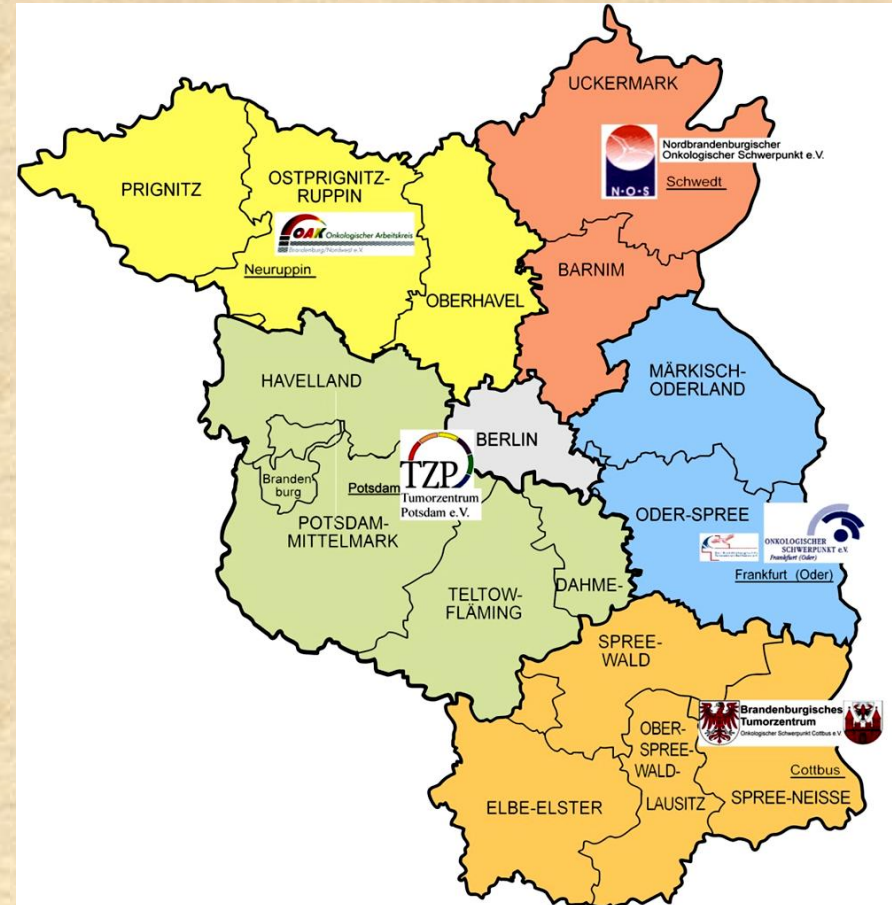 UCKERMARK
Nordbrandenburgischer
Onkologischer Schwerpunkt e.V.
N·O·S
Schwedt
PRIGNITZ
OSTPRIGNITZ-
RUPPIN
OAK Onkologischer Arbeitskreis
Brandenburg/Nordwest e.V.
Neuruppin
BARNIM
OBERHAVEL
MÄRKISCH-
ODERLAND
HAVELLAND
BERLIN
Branden
burg
Potsdam
TZP
Tumorzentrum
Potsdam e.V.
POTSDAM-
MITTELMARK
ODER-SPREE
ONKOLOGISCHER
SCHWERPUNKT e.V.
Frankfurt (Oder)
Frankfurt (Oder)
TELTOW-
FLÄMING
DAHME-
SPREE-
WALD
Brandenburgisches
Tumorzentrum
Onkologischer Schwerpunkt Cottbus e.V.
OBER-
SPREE-
WALD-
LAUSITZ
Cottbus
ELBE-ELSTER
SPREE-NEISSE